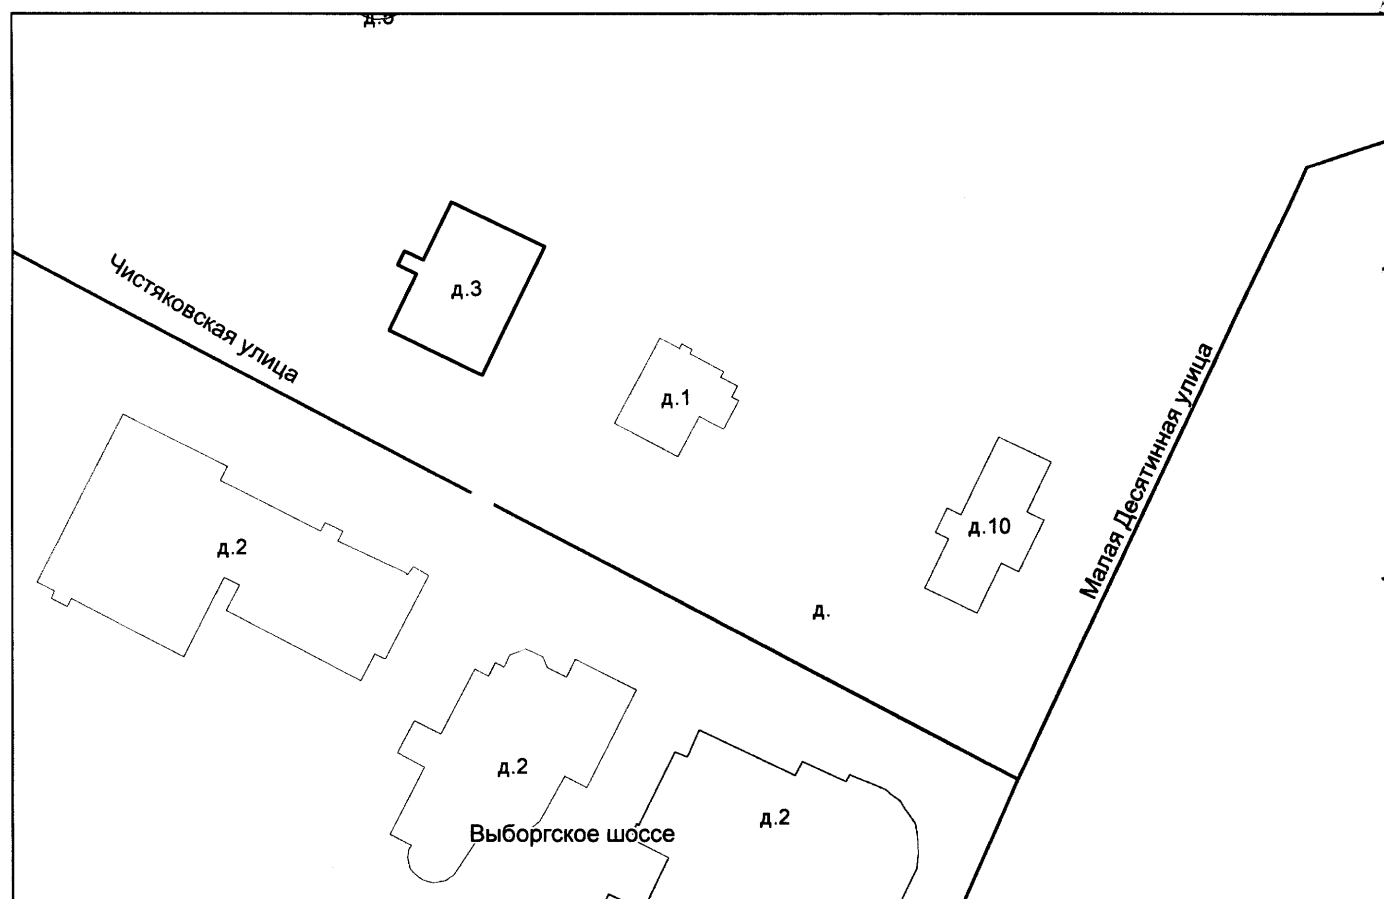 Чистяковская улица
д.3
д.1
Малая Десятинная улица
д.10
д.2
д.
д.2
д.2
Выборгское шоссе